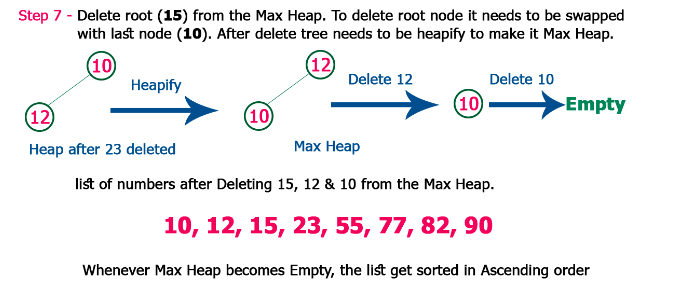 Step 7 - Delete root (15) from the Max Heap. To delete root node it needs to be swapped
with last node (10). After delete tree needs to be heapify to make it Max Heap.
10
12
Heapify
12
10
Delete 12
10
Delete 10
Empty
Heap after 23 deleted
Max Heap
list of numbers after Deleting 15, 12 & 10 from the Max Heap.
10, 12, 15, 23, 55, 77, 82, 90
Whenever Max Heap becomes Empty, the list get sorted in Ascending order